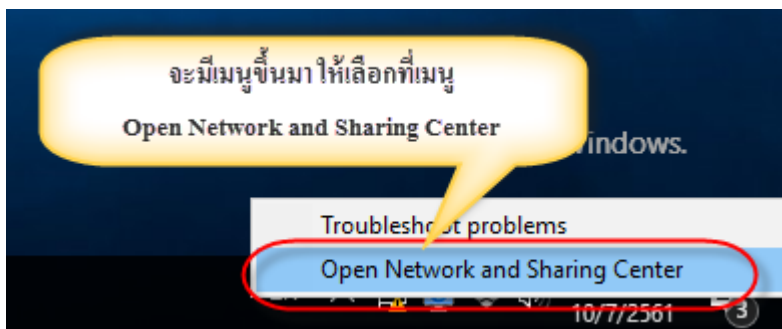 จะมีเมนูขึ้นมา ให้เลือกที่เมนู
Open Network and Sharing Center
indows.
Troubleshoot problems
Open Network and Sharing Center
10/7/2561
3